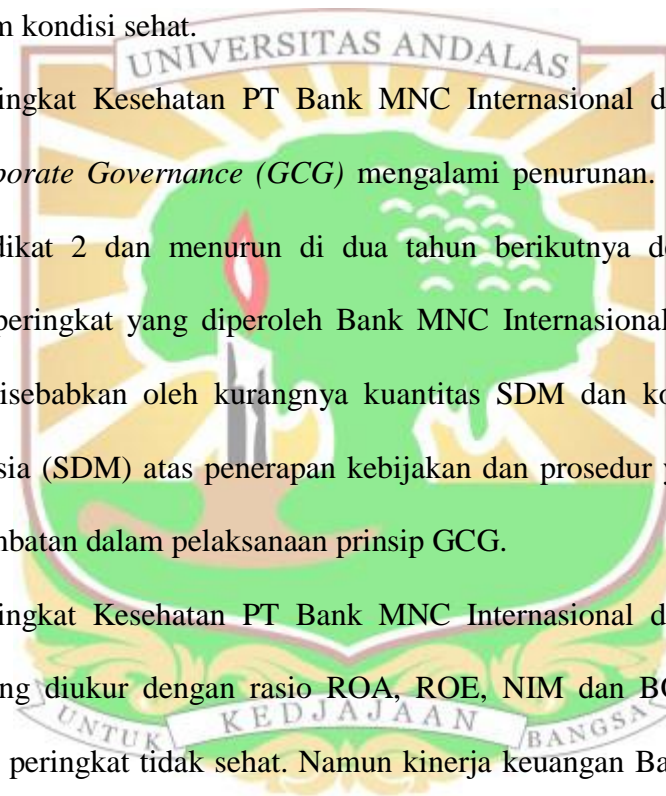 m kondisi sehat.
UNIVERSITAS ANDALAS
ingkat Kesehatan PT Bank MNC Internasional d
porate Governance (GCG) mengalami penurunan.
dikat 2 dan menurun di dua tahun berikutnya de
peringkat yang diperoleh Bank MNC Internasional
isebabkan oleh kurangnya kuantitas SDM dan ko
sia (SDM) atas penerapan kebijakan dan prosedur y
mbatan dalam pelaksanaan prinsip GCG.
ingkat Kesehatan PT Bank MNC Internasional d
ng diukur dengan rasio ROA, ROE, NIM dan BO
UNTUK KEDJAJAAN BANGSA
peringkat tidak sehat. Namun kinerja keuangan Ba